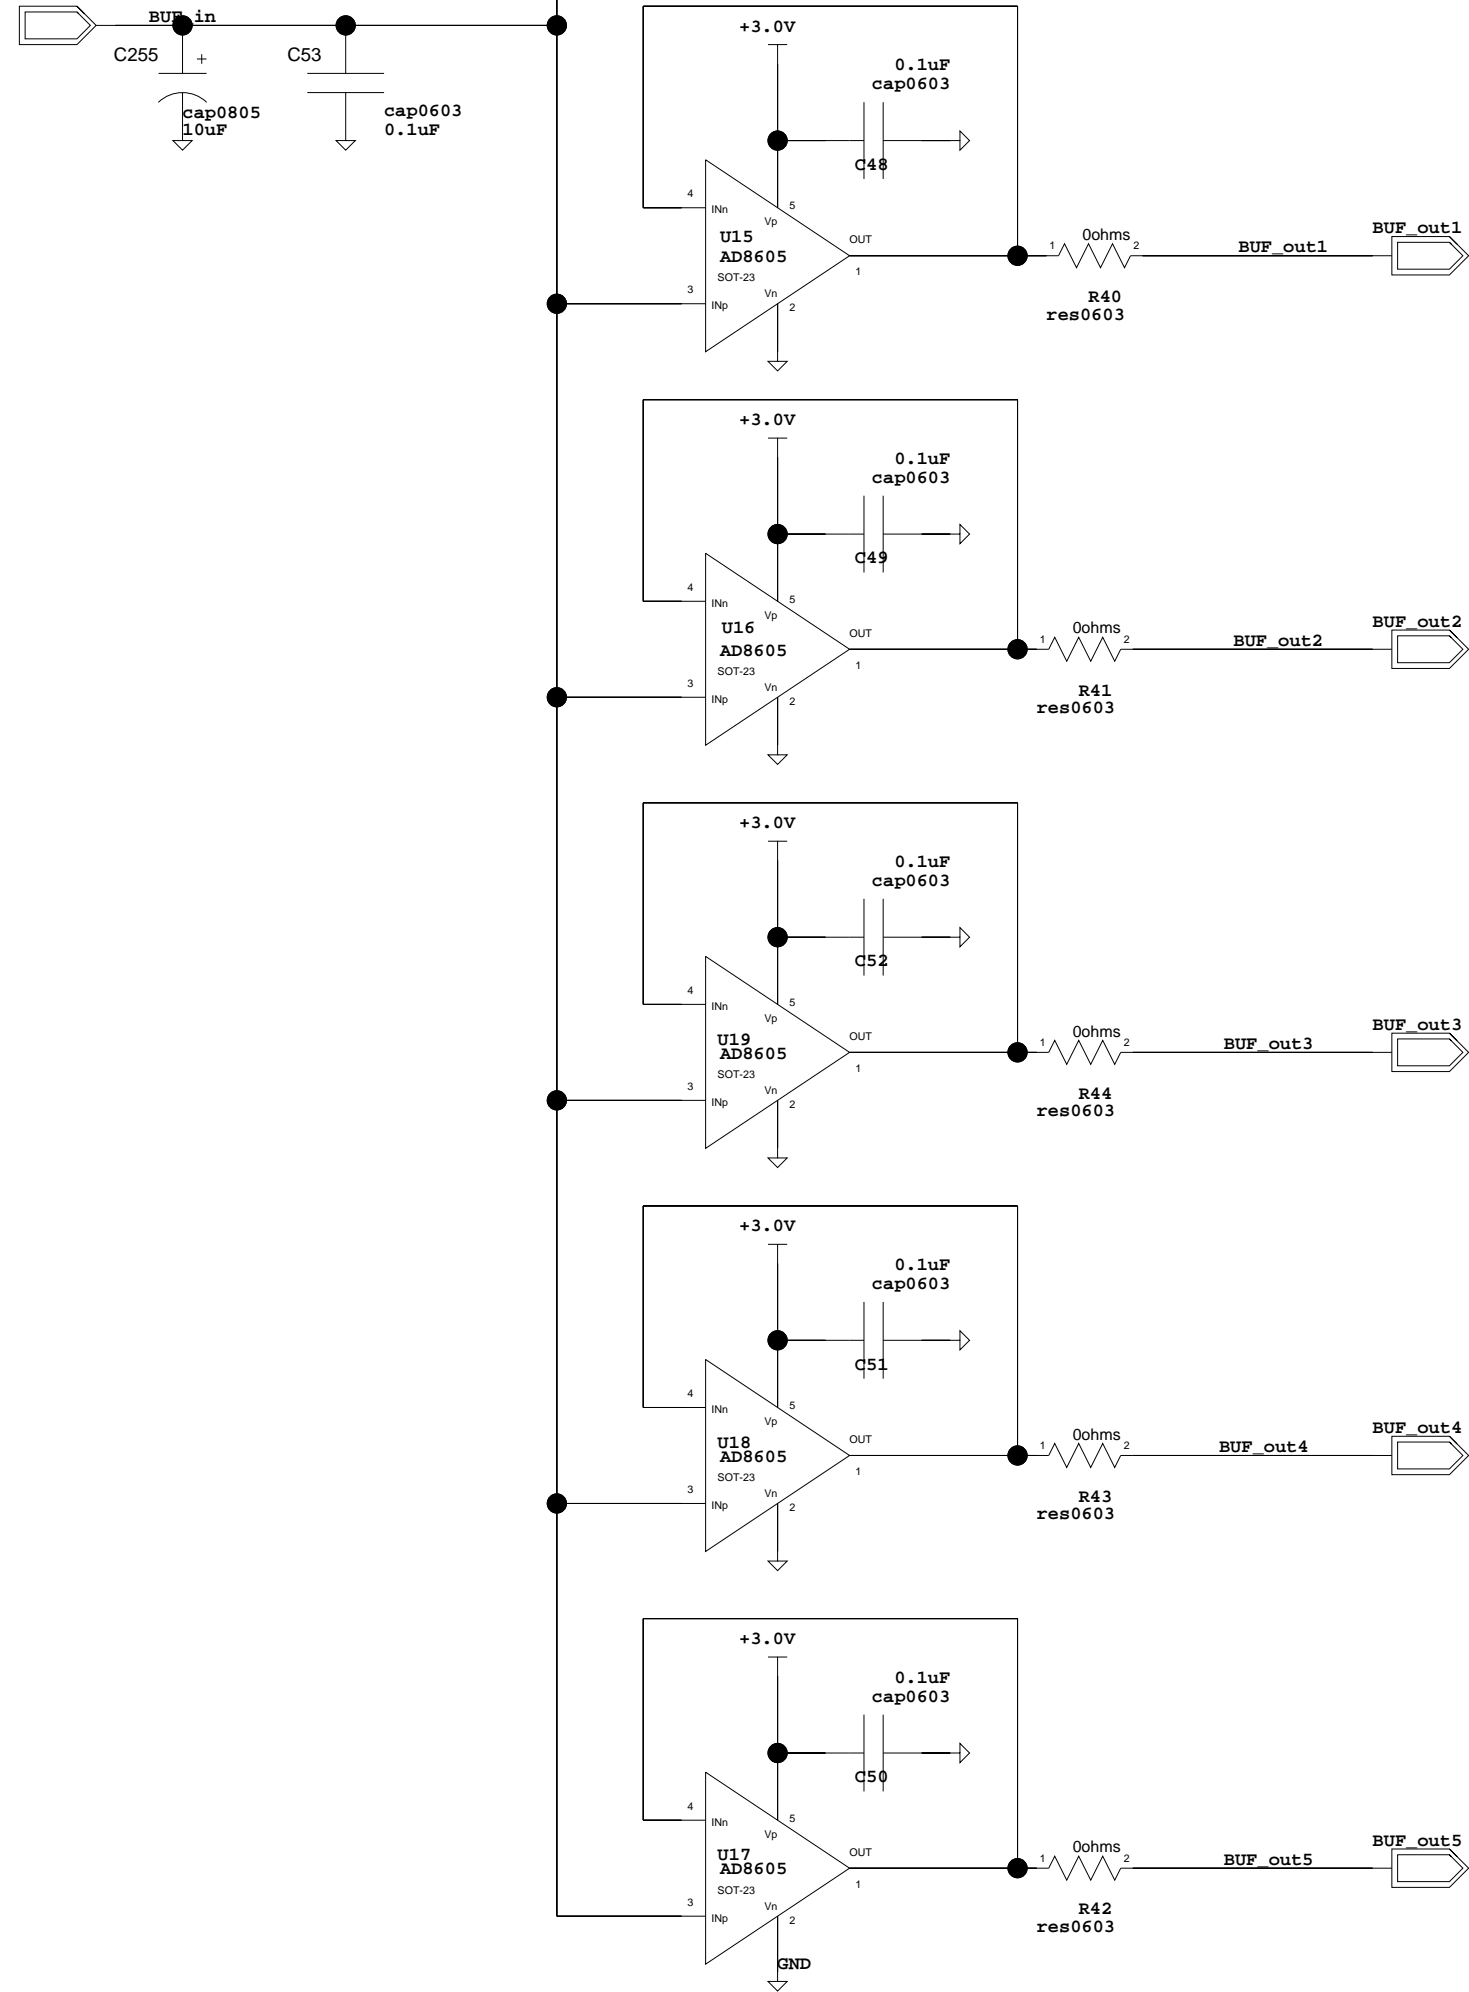 BUF_in
C255
+
cap0805
10uF
C53
cap0603
0.1uF
+3.0V
0.1uF
cap0603
C48
4
INn
5
Vp
U15
AD8605
SOT-23
OUT
1
3
INp
Vn
2
1
0ohms
2
R40
res0603
BUF_out1
BUF_out1
+3.0V
0.1uF
cap0603
C49
4
INn
5
Vp
U16
AD8605
SOT-23
OUT
1
3
INp
Vn
2
1
0ohms
2
R41
res0603
BUF_out2
BUF_out2
+3.0V
0.1uF
cap0603
C52
4
INn
5
Vp
U19
AD8605
SOT-23
OUT
1
3
INp
Vn
2
1
0ohms
2
R44
res0603
BUF_out3
BUF_out3
+3.0V
0.1uF
cap0603
C51
4
INn
5
Vp
U18
AD8605
SOT-23
OUT
1
3
INp
Vn
2
1
0ohms
2
R43
res0603
BUF_out4
BUF_out4
+3.0V
0.1uF
cap0603
C50
4
INn
5
Vp
U17
AD8605
SOT-23
OUT
1
3
INp
Vn
2
GND
1
0ohms
2
R42
res0603
BUF_out5
BUF_out5